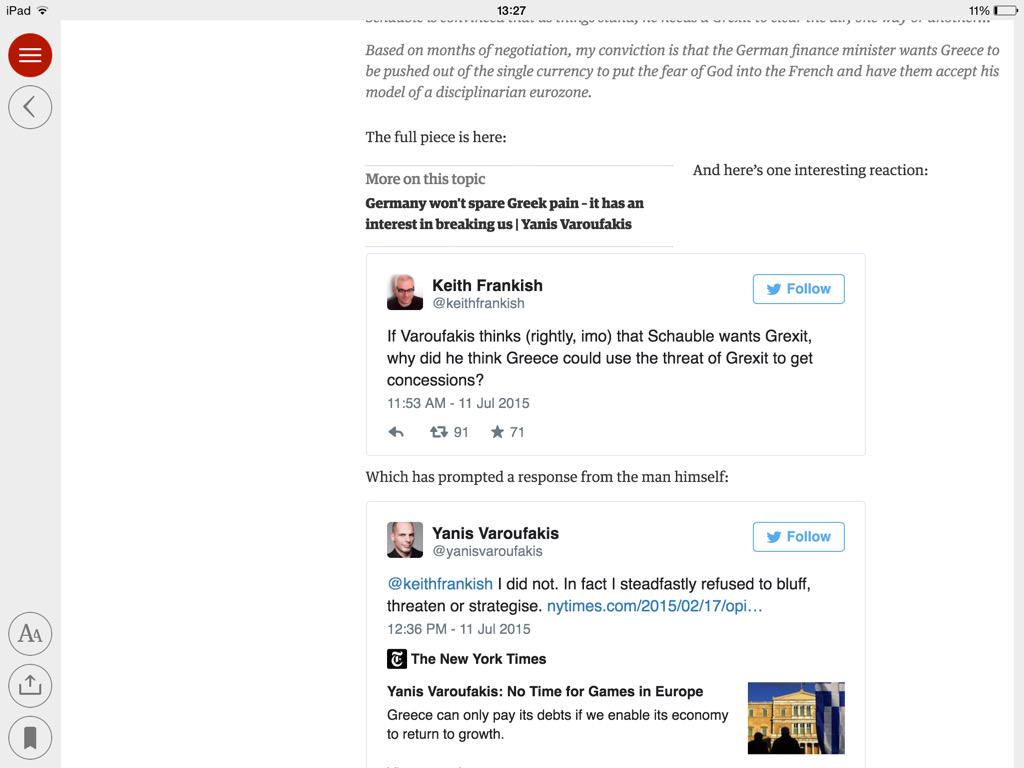 iPad 13:27 11%
Schäuble is convinced that as things stand, he needs a Grexit to clear the air, one way or another...
Based on months of negotiation, my conviction is that the German finance minister wants Greece to
be pushed out of the single currency to put the fear of God into the French and have them accept his
model of a disciplinarian eurozone.
The full piece is here:
And here’s one interesting reaction:
More on this topic
Germany won't spare Greek pain – it has an
interest in breaking us | Yanis Varoufakis
Keith Frankish
@keithfrankish
Follow
If Varoufakis thinks (rightly, imo) that Schauble wants Grexit,
why did he think Greece could use the threat of Grexit to get
concessions?
11:53 AM - 11 Jul 2015
91 71
Which has prompted a response from the man himself:
Yanis Varoufakis
@yanisvaroufakis
Follow
@keithfrankish I did not. In fact I steadfastly refused to bluff,
threaten or strategise. nytimes.com/2015/02/17/opi…
12:36 PM - 11 Jul 2015
The New York Times
Yanis Varoufakis: No Time for Games in Europe
Greece can only pay its debts if we enable its economy
to return to growth.
AA